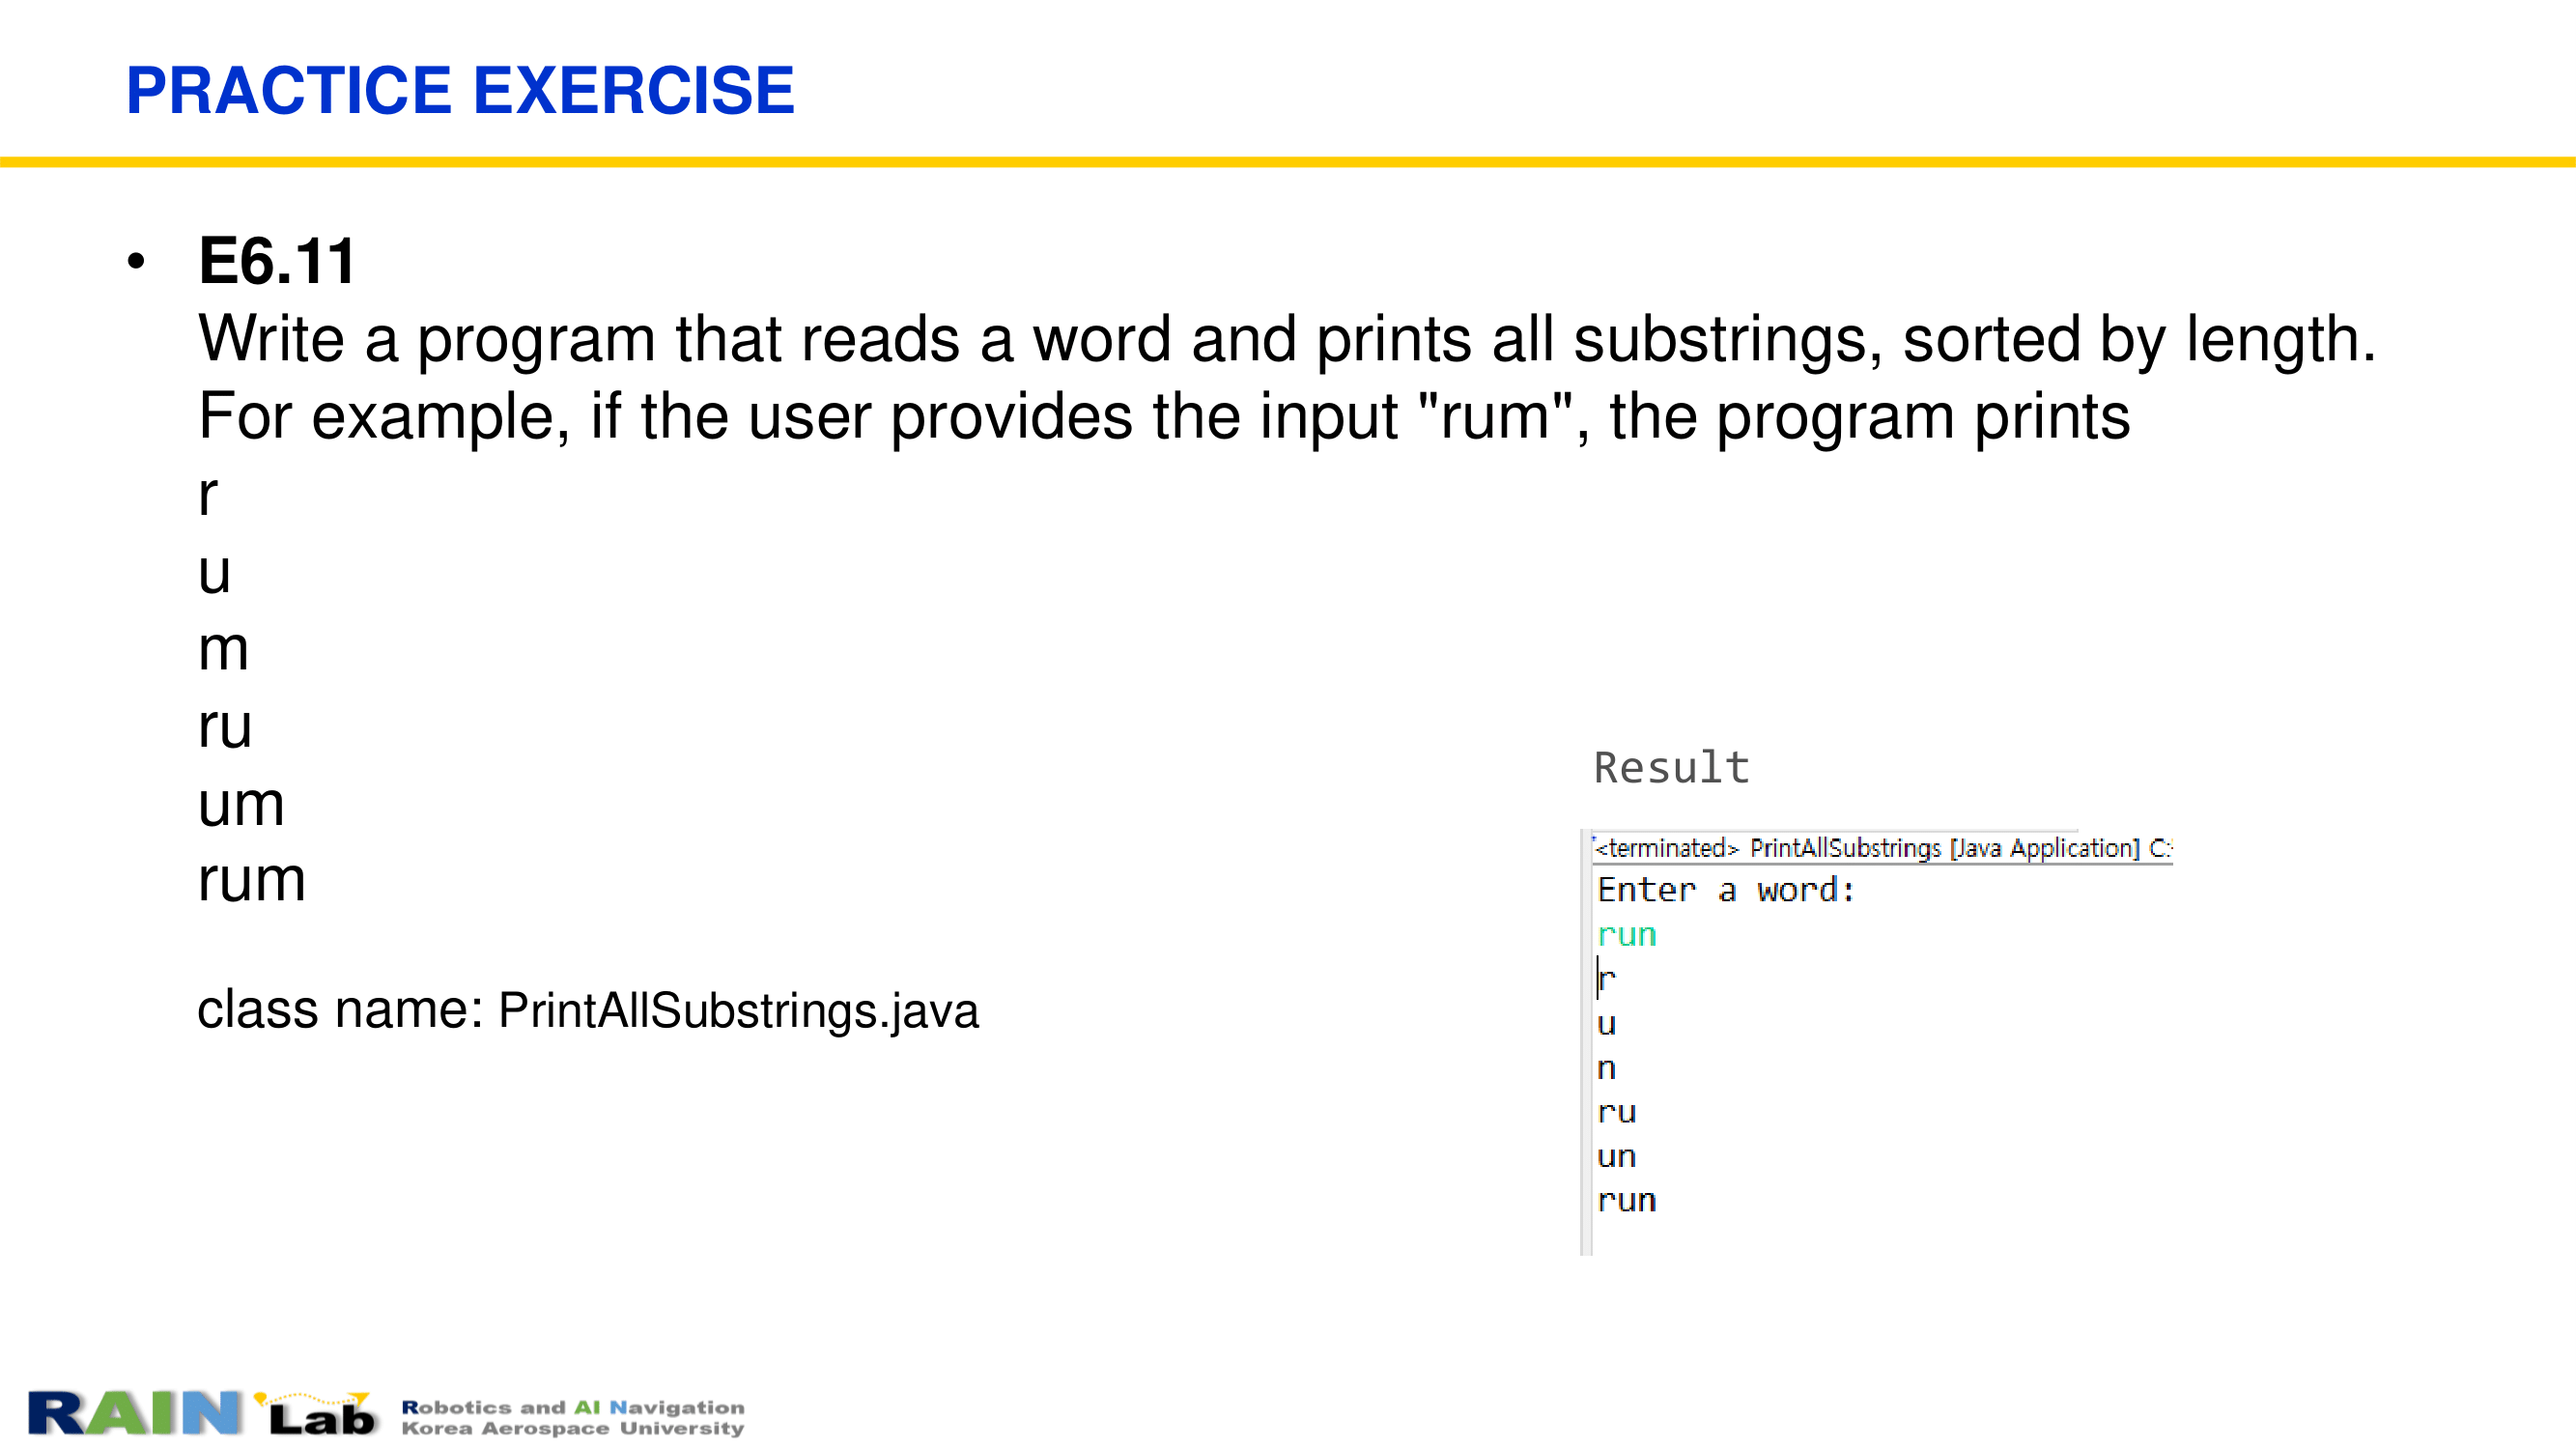 PRACTICE EXERCISE
• E6.11
Write a program that reads a word and prints all substrings, sorted by length.
For example, if the user provides the input "rum", the program prints
r
u
m
ru
um
rum
class name: PrintAllSubstrings.java
Result
<terminated> PrintAllSubstrings [Java Application] C:
Enter a word:
run
r
u
n
ru
un
run
RAIN Lab
Robotics and AI Navigation
Korea Aerospace University